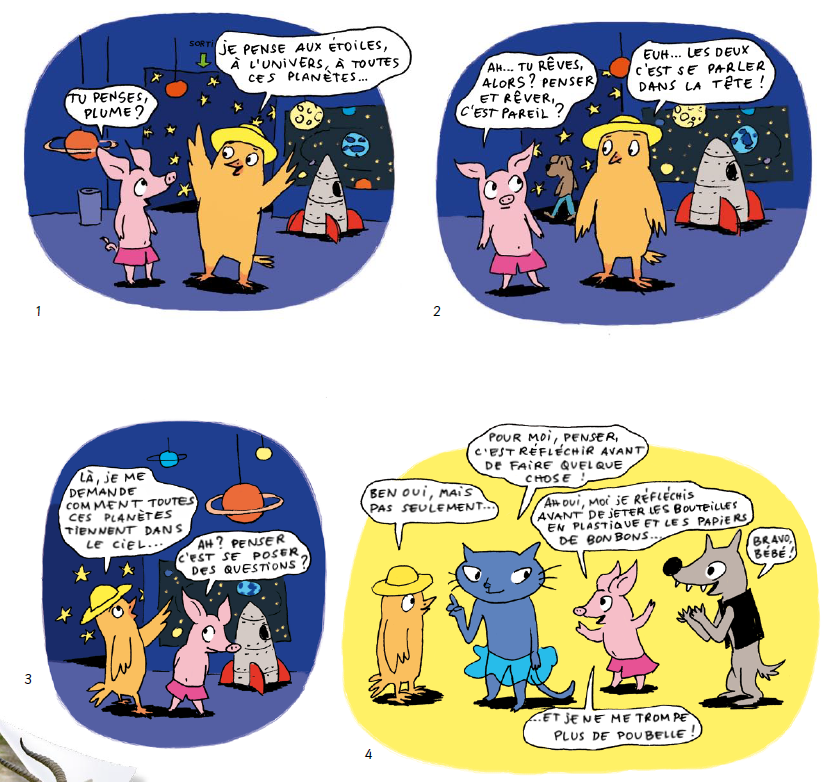 TU PENSES,
PLUME ?
SORTIE
JE PENSE AUX ÉTOILES,
À L'UNIVERS, À TOUTES
CES PLANÈTES...
1
AH... TU RÊVES,
ALORS ? PENSER
ET RÊVER,
C'EST PAREIL ?
EUH... LES DEUX
C'EST SE PARLER
DANS LA TÊTE !
2
LÀ, JE ME
DEMANDE
COMMENT TOUTES
CES PLANÈTES
TIENNENT DANS
LE CIEL...
AH ? PENSER
C'EST SE POSER
DES QUESTIONS ?
3
BEN OUI, MAIS
PAS SEULEMENT...
POUR MOI, PENSER,
C'EST RÉFLÉCHIR AVANT
DE FAIRE QUELQUE
CHOSE !
AH OUI, MOI JE RÉFLÉCHIS
AVANT DE JETER LES BOUTEILLES
EN PLASTIQUE ET LES PAPIERS
DE BONBONS...
BRAVO,
BÉBÉ !
...ET JE NE ME TROMPE
PLUS DE POUBELLE !
4